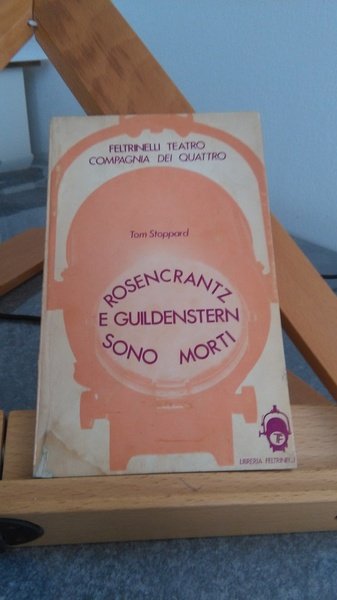 FELTRINELLI TEATRO
COMPAGNIA DEI QUATTRO
Tom Stoppard
ROSENCRANTZ
E GUILDENSTERN
SONO MORTI
LIBRERIA FELTRINELLI